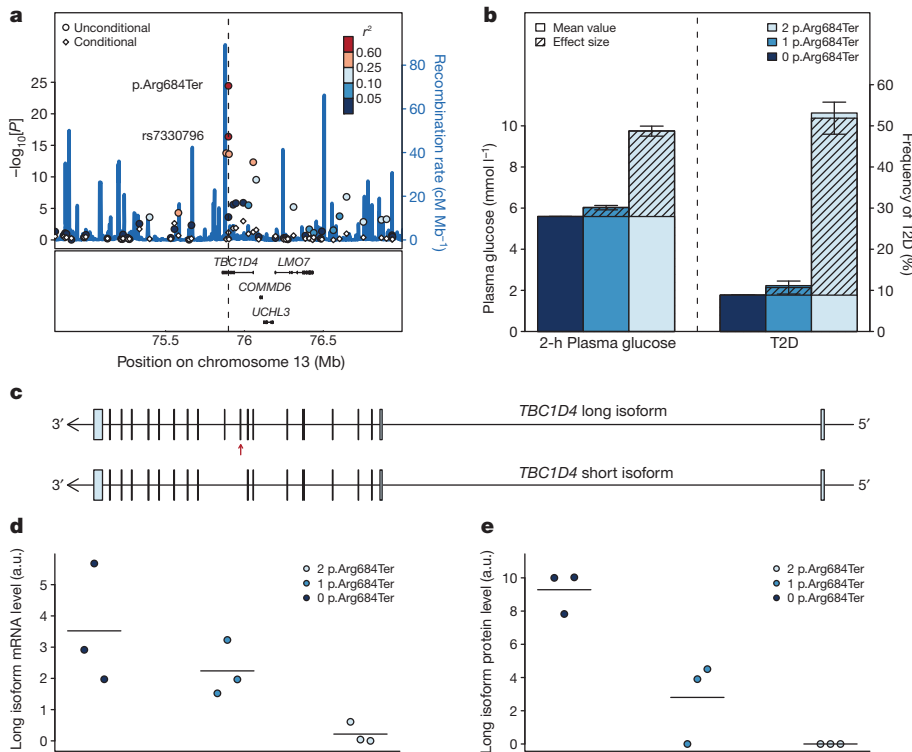 a
Unconditional
Conditional
r²
0.60
0.25
0.10
0.05
p.Arg684Ter
rs7330796
−log₁₀[P]
25
20
15
10
5
0
Recombination rate (cM Mb⁻¹)
80
60
40
20
0
TBC1D4
LMO7
COMMD6
UCHL3
75.5
76
76.5
Position on chromosome 13 (Mb)
b
Mean value
Effect size
2 p.Arg684Ter
1 p.Arg684Ter
0 p.Arg684Ter
Plasma glucose (mmol l⁻¹)
10
8
6
4
2
0
Frequency of T2D (%)
60
50
40
30
20
10
0
2-h Plasma glucose
T2D
c
3′
TBC1D4 long isoform
5′
3′
TBC1D4 short isoform
5′
d
Long isoform mRNA level (a.u.)
5
4
3
2
1
0
2 p.Arg684Ter
1 p.Arg684Ter
0 p.Arg684Ter
e
Long isoform protein level (a.u.)
10
8
6
4
2
0
2 p.Arg684Ter
1 p.Arg684Ter
0 p.Arg684Ter